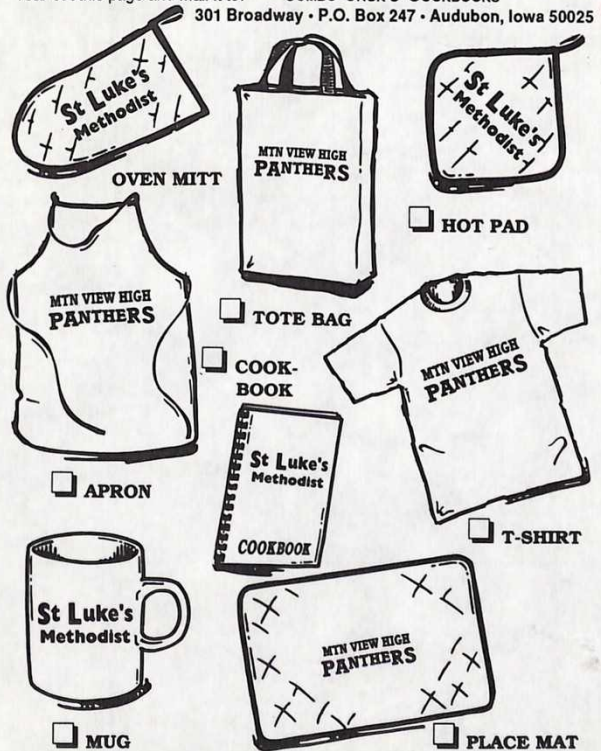 301 Broadway • P.O. Box 247 • Audubon, Iowa 50025
St Luke's
Methodist
OVEN MITT
MTN VIEW HIGH
PANTHERS
TOTE BAG
St Luke's
Methodist
HOT PAD
MTN VIEW HIGH
PANTHERS
APRON
COOK-
BOOK
St Luke's
Methodist
COOKBOOK
MTN VIEW HIGH
PANTHERS
T-SHIRT
St Luke's
Methodist
MUG
MTN VIEW HIGH
PANTHERS
PLACE MAT